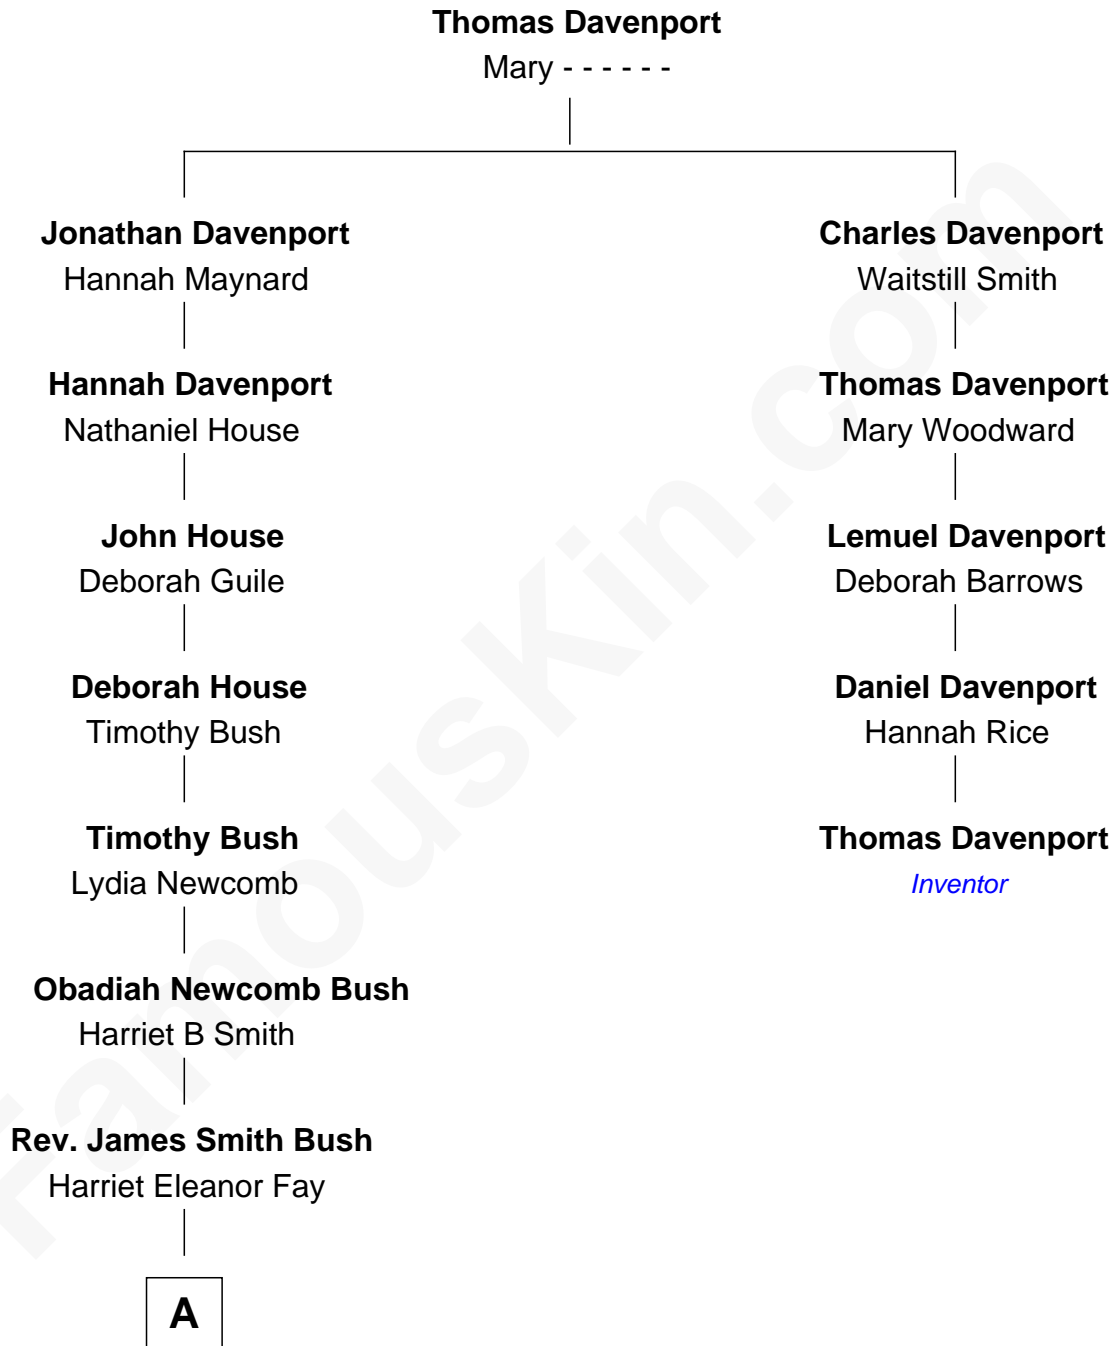 Thomas Davenport
Mary - - - - - -
Jonathan Davenport
Hannah Maynard
Charles Davenport
Waitstill Smith
Hannah Davenport
Nathaniel House
Thomas Davenport
Mary Woodward
John House
Deborah Guile
Lemuel Davenport
Deborah Barrows
Deborah House
Timothy Bush
Daniel Davenport
Hannah Rice
Timothy Bush
Lydia Newcomb
Thomas Davenport
Inventor
Obadiah Newcomb Bush
Harriet B Smith
Rev. James Smith Bush
Harriet Eleanor Fay
A
FamousKin.com